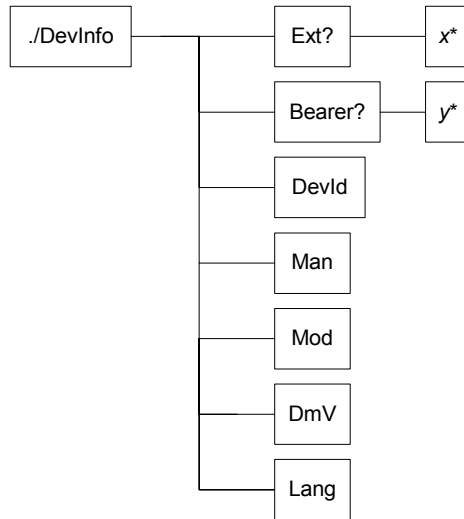 ./DevInfo
Ext?
x*
Bearer?
y*
DevId
Man
Mod
DmV
Lang